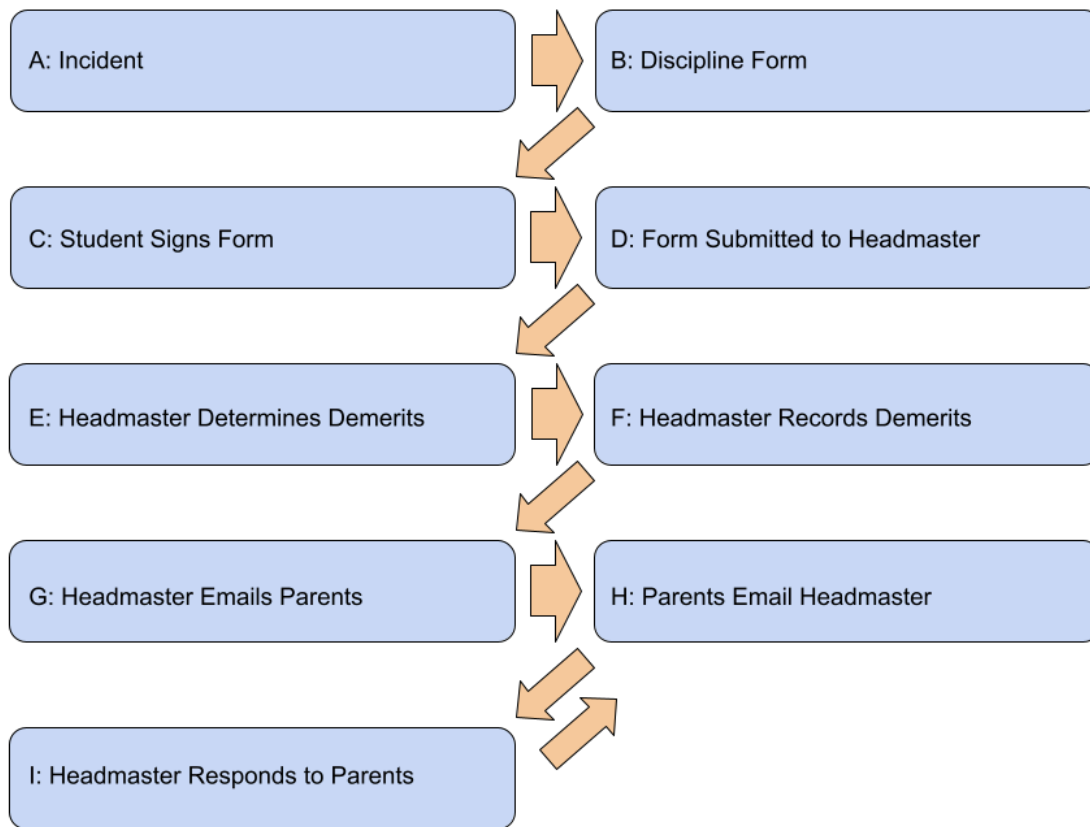 A: Incident
B: Discipline Form
C: Student Signs Form
D: Form Submitted to Headmaster
E: Headmaster Determines Demerits
F: Headmaster Records Demerits
G: Headmaster Emails Parents
H: Parents Email Headmaster
I: Headmaster Responds to Parents